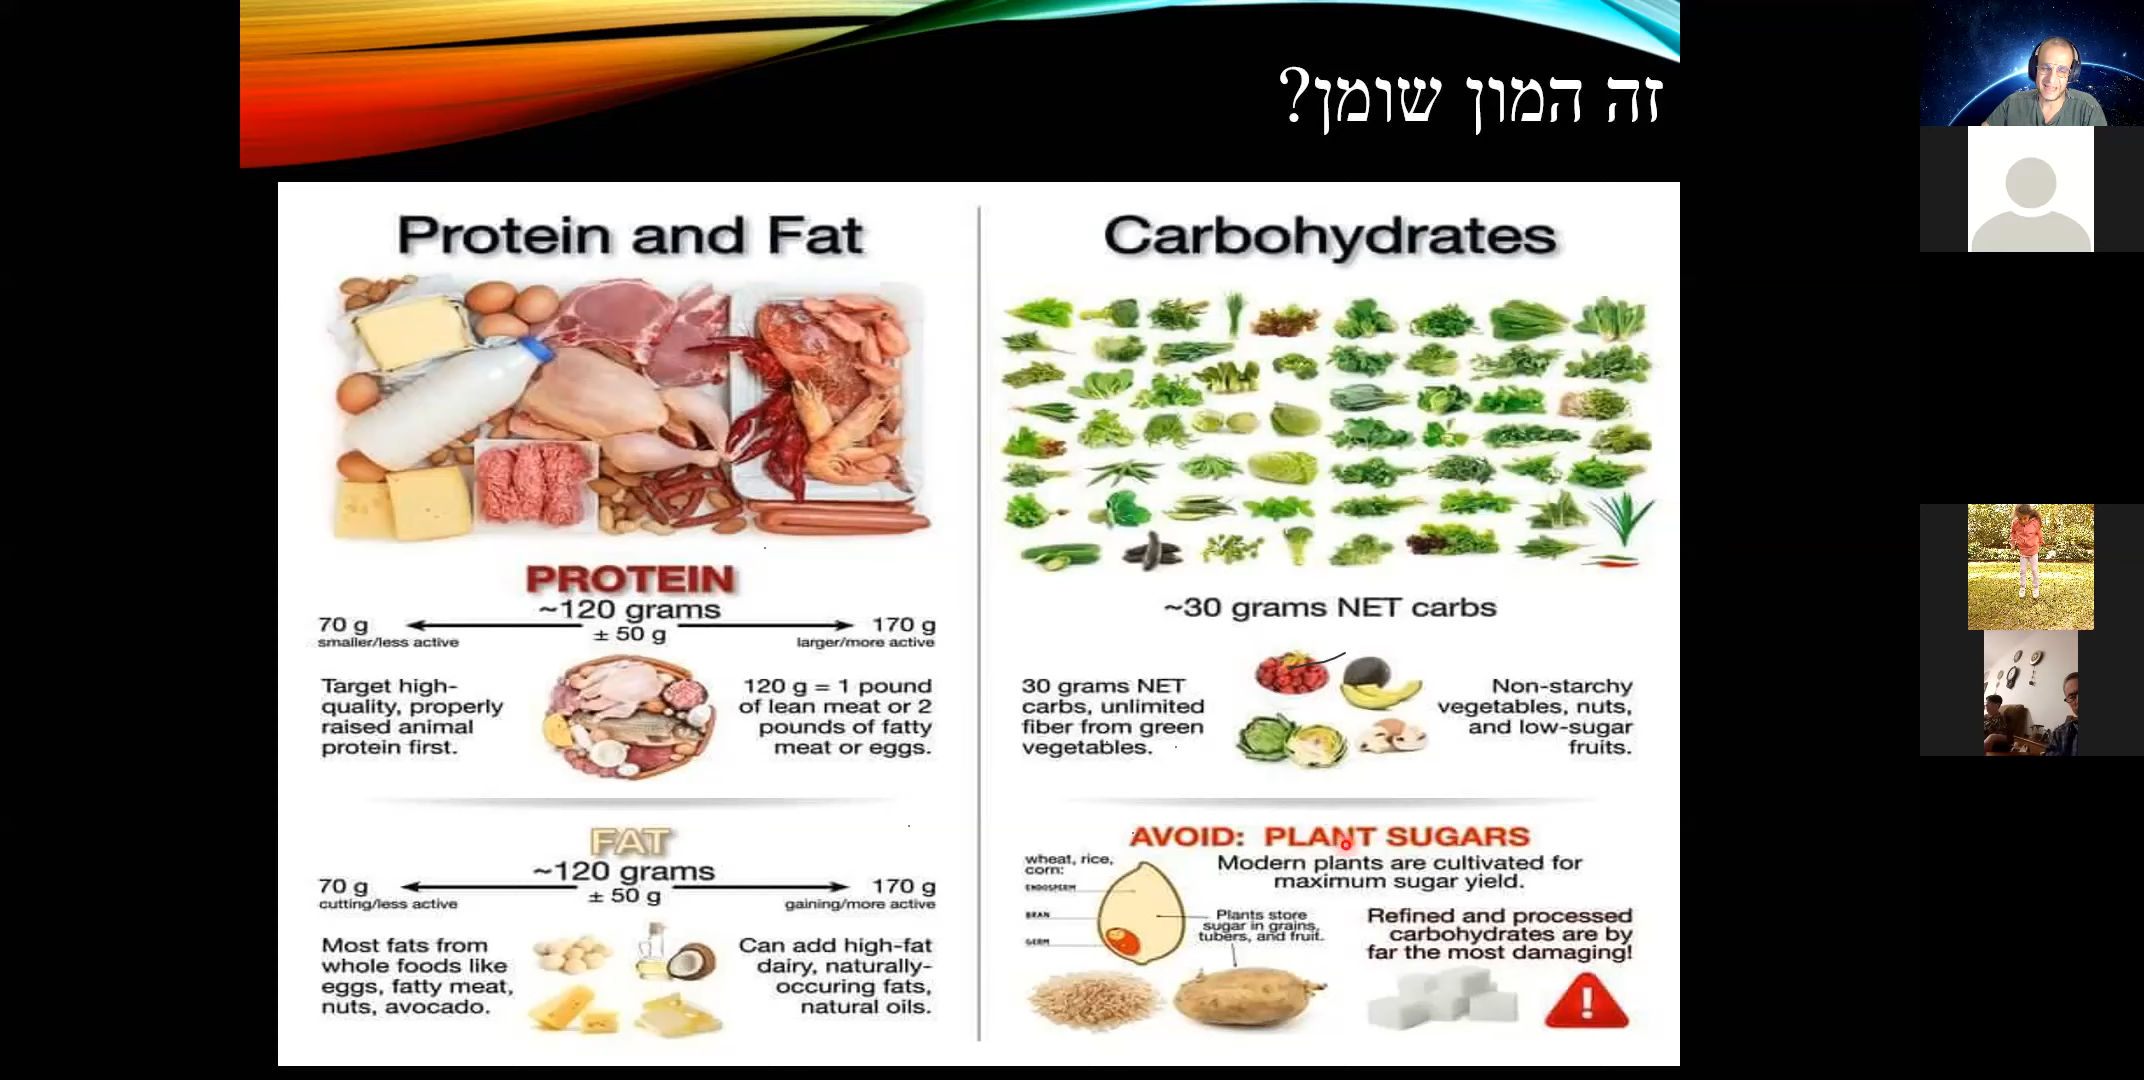 זה המון שומן?
Protein and Fat
PROTEIN
~120 grams
± 50 g
70 g
smaller/less active
170 g
larger/more active
Target high-
quality, properly
raised animal
protein first.
120 g = 1 pound
of lean meat or 2
pounds of fatty
meat or eggs.
FAT
~120 grams
± 50 g
70 g
cutting/less active
170 g
gaining/more active
Most fats from
whole foods like
eggs, fatty meat,
nuts, avocado.
Can add high-fat
dairy, naturally-
occuring fats,
natural oils.
Carbohydrates
~30 grams NET carbs
30 grams NET
carbs, unlimited
fiber from green
vegetables.
Non-starchy
vegetables, nuts,
and low-sugar
fruits.
AVOID: PLANT SUGARS
Modern plants are cultivated for
maximum sugar yield.
wheat, rice,
corn:
ENDOSPERM
BRAN
GERM
Plants store
sugar in grains,
tubers, and fruit.
Refined and processed
carbohydrates are by
far the most damaging!